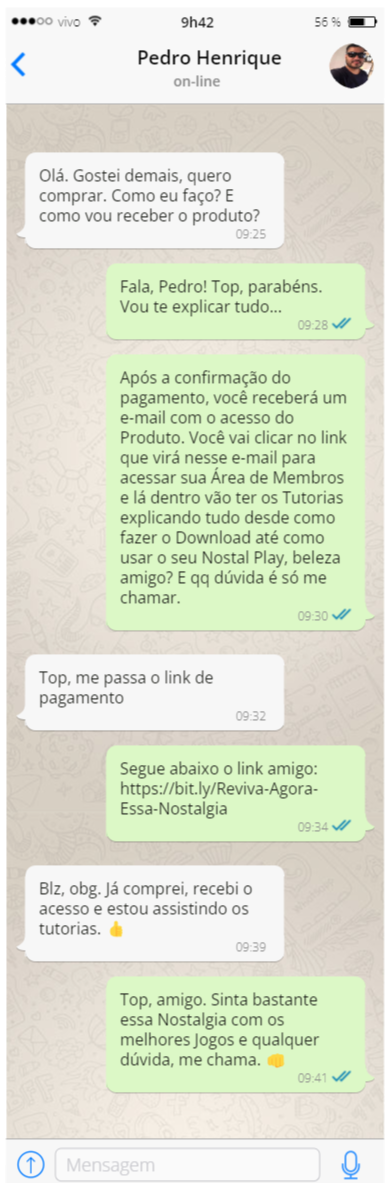 vivo 9h42 56 %
Pedro Henrique
on-line
Olá. Gostei demais, quero
comprar. Como eu faço? E
como vou receber o produto?
09:25
Fala, Pedro! Top, parabéns.
Vou te explicar tudo...
09:28
Após a confirmação do
pagamento, você receberá um
e-mail com o acesso do
Produto. Você vai clicar no link
que virá nesse e-mail para
acessar sua Área de Membros
e lá dentro vão ter os Tutorias
explicando tudo desde como
fazer o Download até como
usar o seu Nostal Play, beleza
amigo? E qq dúvida é só me
chamar.
09:30
Top, me passa o link de
pagamento
09:32
Segue abaixo o link amigo:
https://bit.ly/Reviva-Agora-
Essa-Nostalgia
09:34
Blz, obg. Já comprei, recebi o
acesso e estou assistindo os
tutorias. 👍
09:39
Top, amigo. Sinta bastante
essa Nostalgia com os
melhores Jogos e qualquer
dúvida, me chama. 👊
09:41
Mensagem